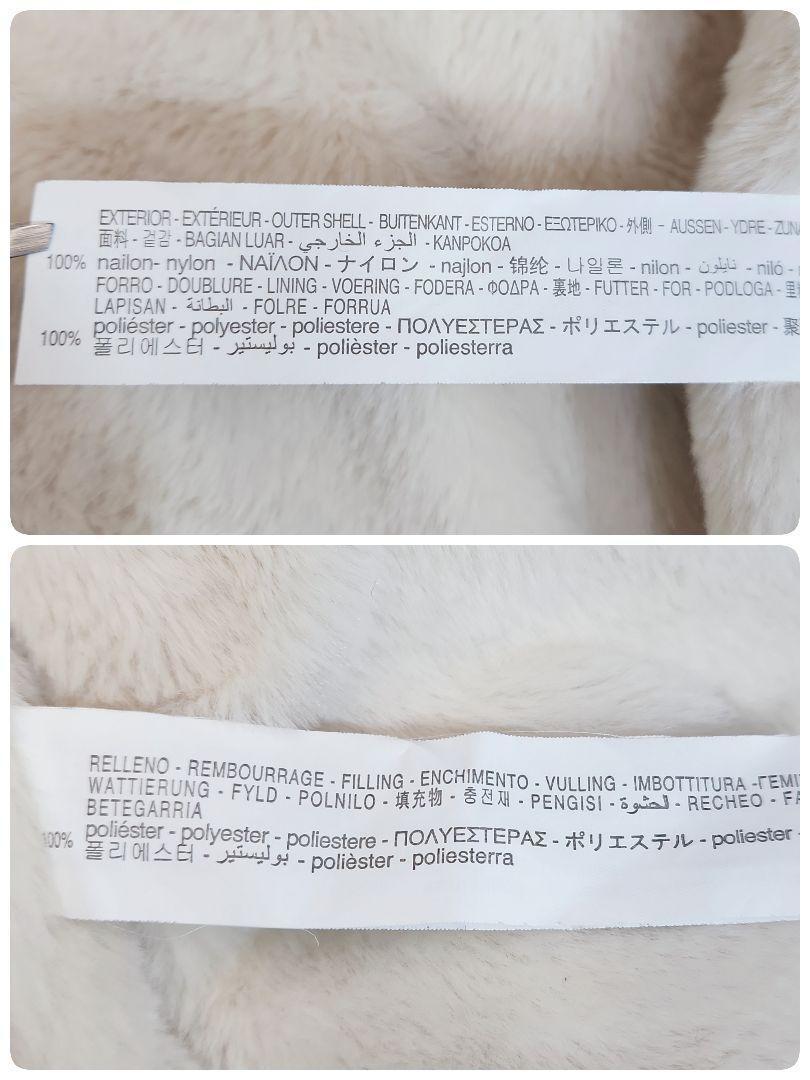 EXTERIOR - EXTÉRIEUR - OUTER SHELL - BUITENKANT - ESTERNO - ΕΞΩΤΕΡΙΚΟ - 外側 - AUSSEN - YDRE - ZUNA
面料 - 겉감 - BAGIAN LUAR - الجزء الخارجي - KANPOKOA
100% nailon- nylon - ΝΑΪΛΟΝ - ナイロン - najlon - 锦纶 - 나일론 - nilon - نايلون - niló - n
FORRO - DOUBLURE - LINING - VOERING - FODERA - ΦΟΔΡΑ - 裏地 - FUTTER - FOR - PODLOGA - 里
LAPISAN - البطانة - FOLRE - FORRUA
100% poliéster - polyester - poliestere - ΠΟΛΥΕΣΤΕΡΑΣ - ポリエステル - poliester - 聚
폴리에스터 - بوليستير - polièster - poliesterra
RELLENO - REMBOURRAGE - FILLING - ENCHIMENTO - VULLING - IMBOTTITURA -ΓΕΜΙ
WATTIERUNG - FYLD - POLNILO - 填充物 - 충전재 - PENGISI - الحشوة - RECHEO - FA
BETEGARRIA
100% poliéster - polyester - poliestere - ΠΟΛΥΕΣΤΕΡΑΣ - ポリエステル - poliester -
폴리에스터 - بوليستير - polièster - poliesterra